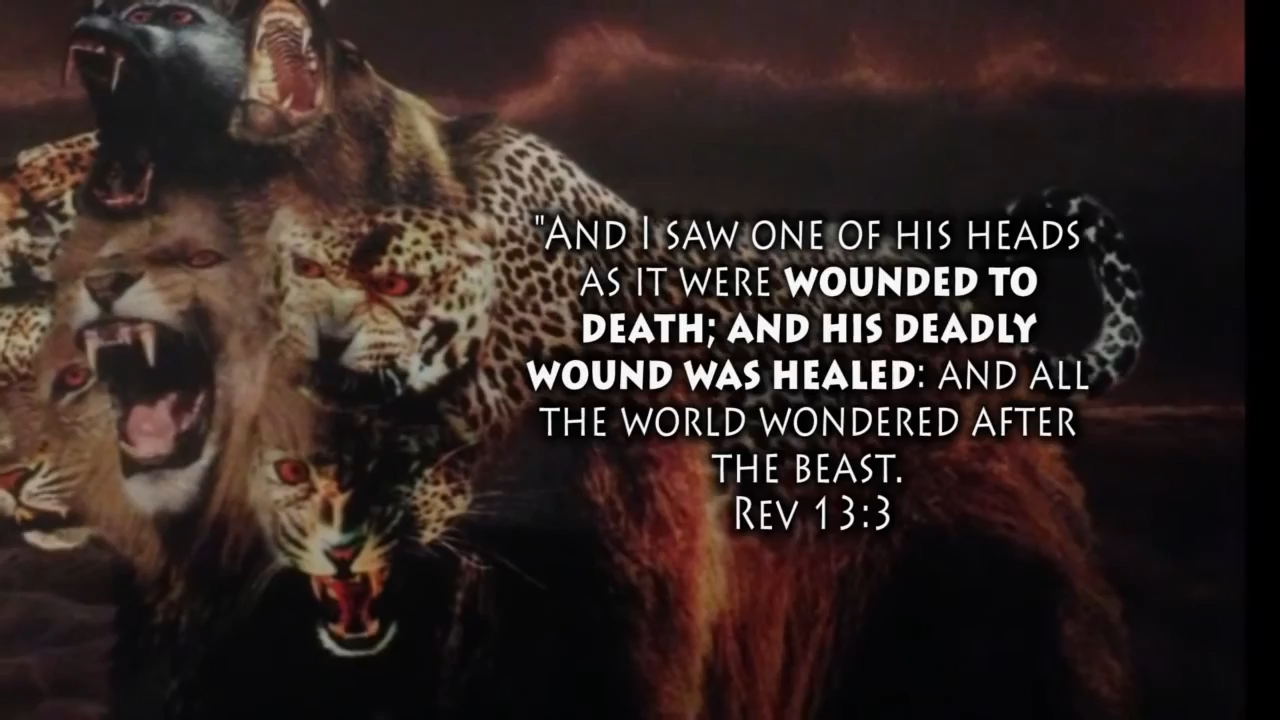 "And I saw one of his heads
as it were wounded to
death; and his deadly
wound was healed: and all
the world wondered after
the beast.
Rev 13:3